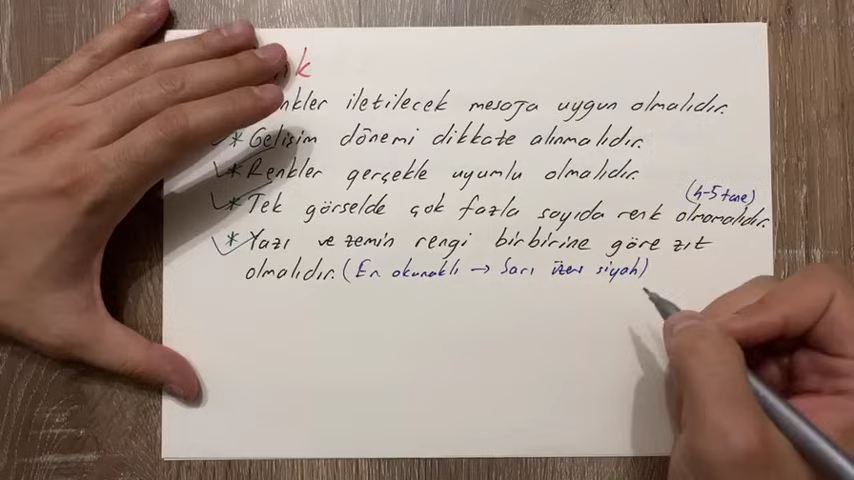 k
nkler iletilecek mesaja uygun olmalıdır.
* Gelişim dönemi dikkate alınmalıdır.
* Renkler gerçekle uyumlu olmalıdır.
(4-5 tane)
* Tek görselde çok fazla sayıda renk olmamalıdır.
* Yazı ve zemin rengi birbirine göre zıt
olmalıdır. (En okunaklı → Sarı üzeri siyah)